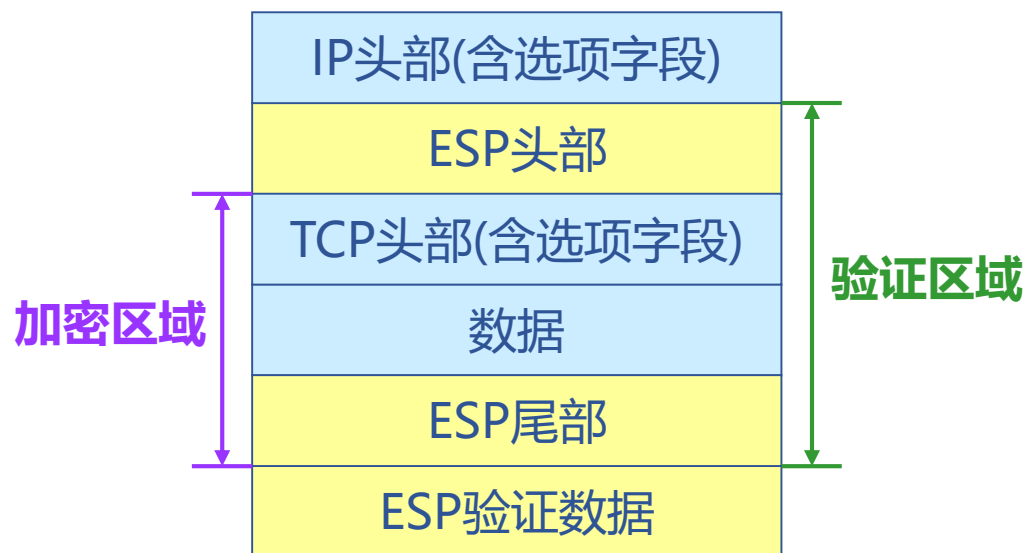 IP头部(含选项字段)
ESP头部
TCP头部(含选项字段)
验证区域
加密区域
数据
ESP尾部
ESP验证数据